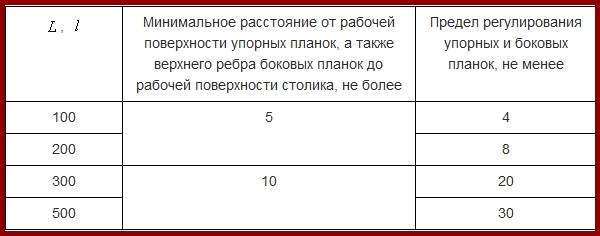 L, l
Минимальное расстояние от рабочей
поверхности упорных планок, а также
верхнего ребра боковых планок до
рабочей поверхности столика, не более
Предел регулирования
упорных и боковых
планок, не менее
100 5 4
200 8
300 10 20
500 30